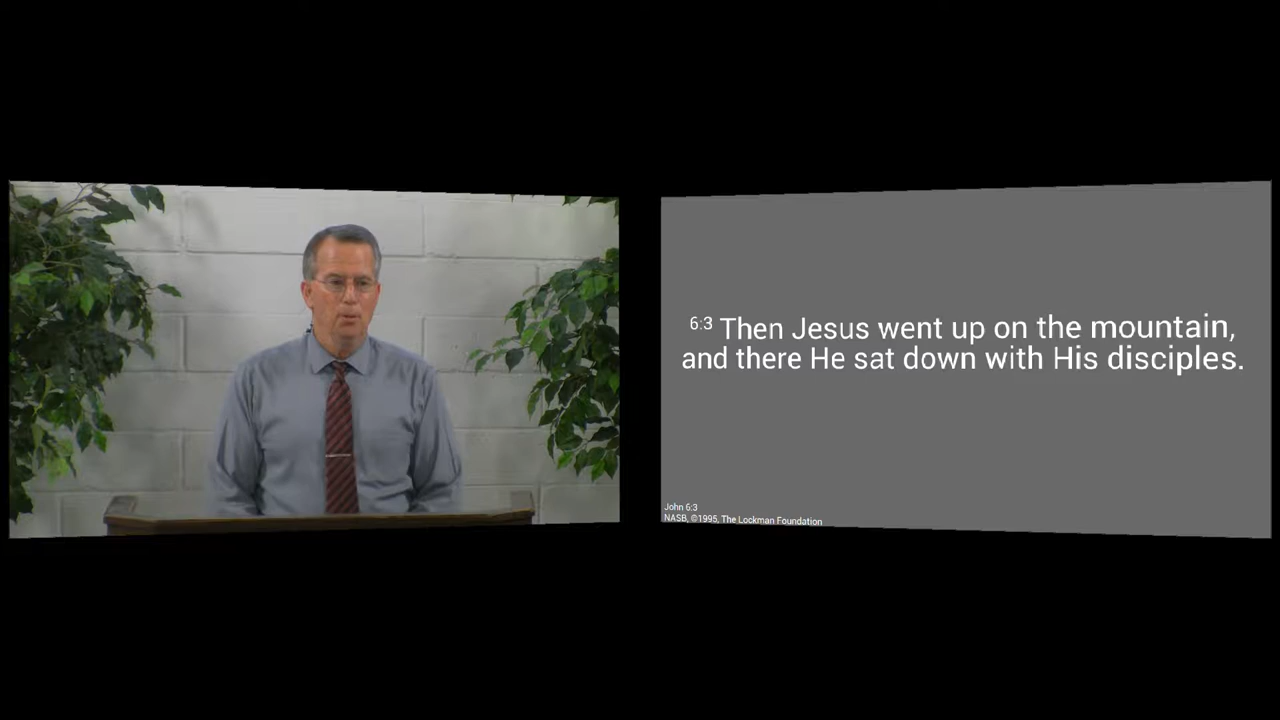 6:3 Then Jesus went up on the mountain,
and there He sat down with His disciples.
John 6:3
NASB, ©1995, The Lockman Foundation